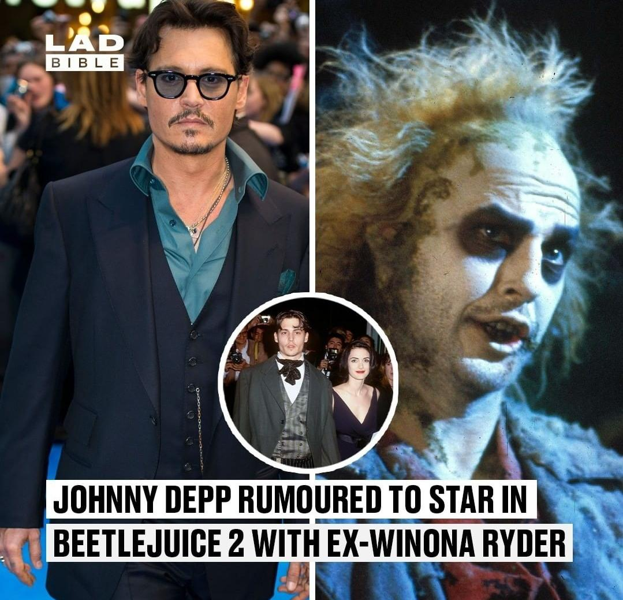 LAD
BIBLE
JOHNNY DEPP RUMOURED TO STAR IN
BEETLEJUICE 2 WITH EX-WINONA RYDER